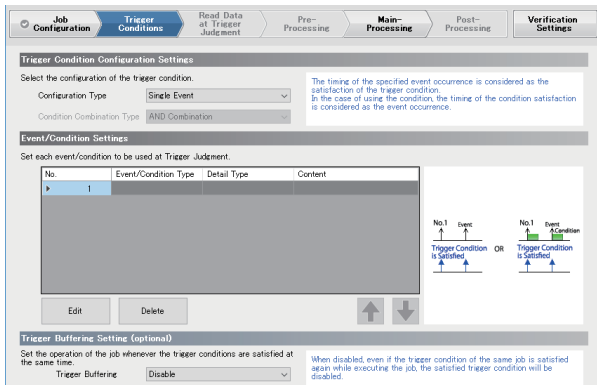 Job
Configuration
Trigger
Conditions
Read Data
at Trigger
Judgment
Pre-
Processing
Main-
Processing
Post-
Processing
Verification
Settings
Trigger Condition Configuration Settings
Select the configuration of the trigger condition.
Configuration Type
Single Event
Condition Combination Type
AND Combination
The timing of the specified event occurrence is considered as the
satisfaction of the trigger condition.
In the case of using the condition, the timing of the condition satisfaction
is considered as the event occurrence.
Event/Condition Settings
Set each event/condition to be used at Trigger Judgment.
No. Event/Condition Type Detail Type Content
1
No.1 Event
Trigger Condition
is Satisfied
OR
No.1 Event
Condition
Trigger Condition
is Satisfied
Edit
Delete
Trigger Buffering Setting (optional)
Set the operation of the job whenever the trigger conditions are satisfied at
the same time.
Trigger Buffering
Disable
When disabled, even if the trigger condition of the same job is satisfied
again while executing the job, the satisfied trigger condition will be
disabled.